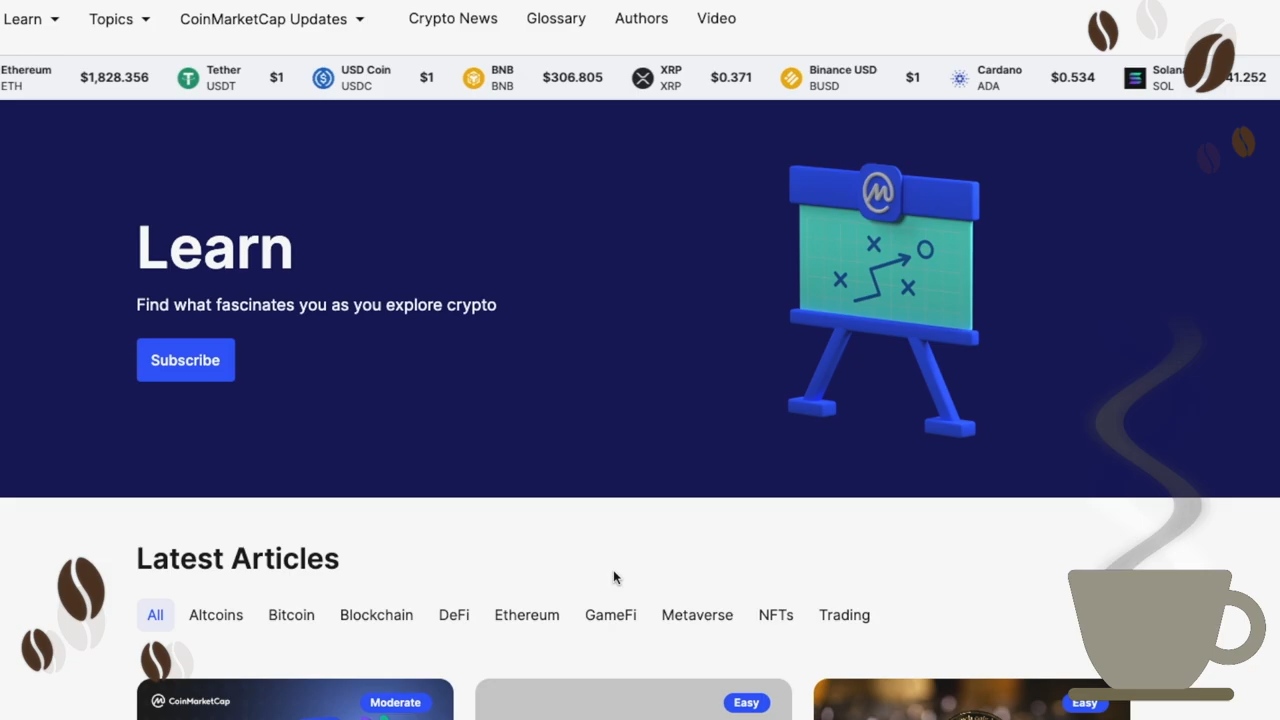 Learn Topics CoinMarketCap Updates Crypto News Glossary Authors Video
Ethereum $1,828.356 Tether $1 USD Coin $1 BNB $306.805 XRP $0.371 Binance USD $1 Cardano $0.534
ETH USDT USDC BNB XRP BUSD ADA SOL 41.252
Learn
Find what fascinates you as you explore crypto
Subscribe
Latest Articles
All Altcoins Bitcoin Blockchain DeFi Ethereum GameFi Metaverse NFTs Trading
CoinMarketCap Moderate Easy Easy